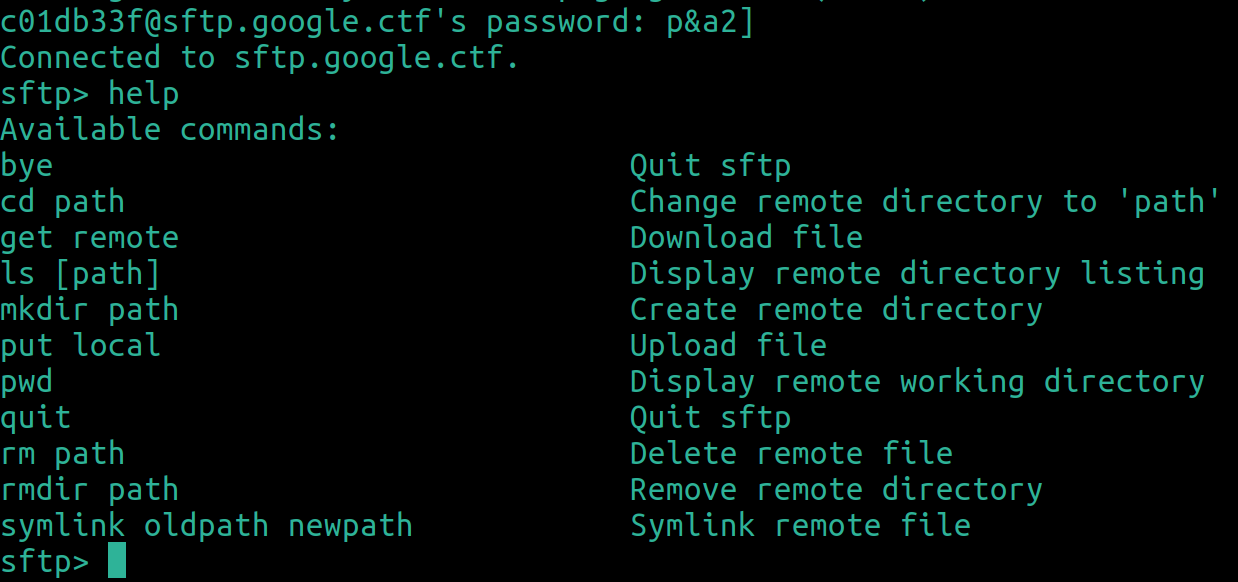 c01db33f@sftp.google.ctf's password: p&a2]
Connected to sftp.google.ctf.
sftp> help
Available commands:
bye Quit sftp
cd path Change remote directory to 'path'
get remote Download file
ls [path] Display remote directory listing
mkdir path Create remote directory
put local Upload file
pwd Display remote working directory
quit Quit sftp
rm path Delete remote file
rmdir path Remove remote directory
symlink oldpath newpath Symlink remote file
sftp>